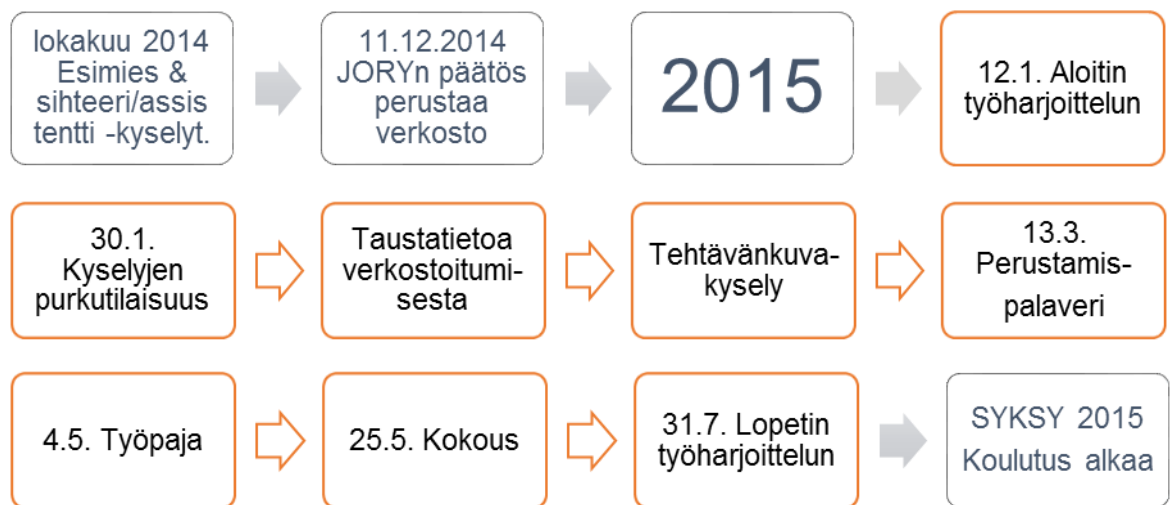 lokakuu 2014
Esimies &
sihteeri/assis
tentti -kyselyt.
11.12.2014
JORYn päätös
perustaa
verkosto
2015
12.1. Aloitin
työharjoittelun
30.1.
Kyselyjen
purkutilaisuus
Taustatietoa
verkostoitumi-
sesta
Tehtävänkuva-
kysely
13.3.
Perustamis-
palaveri
4.5. Työpaja
25.5. Kokous
31.7. Lopetin
työharjoittelun
SYKSY 2015
Koulutus alkaa